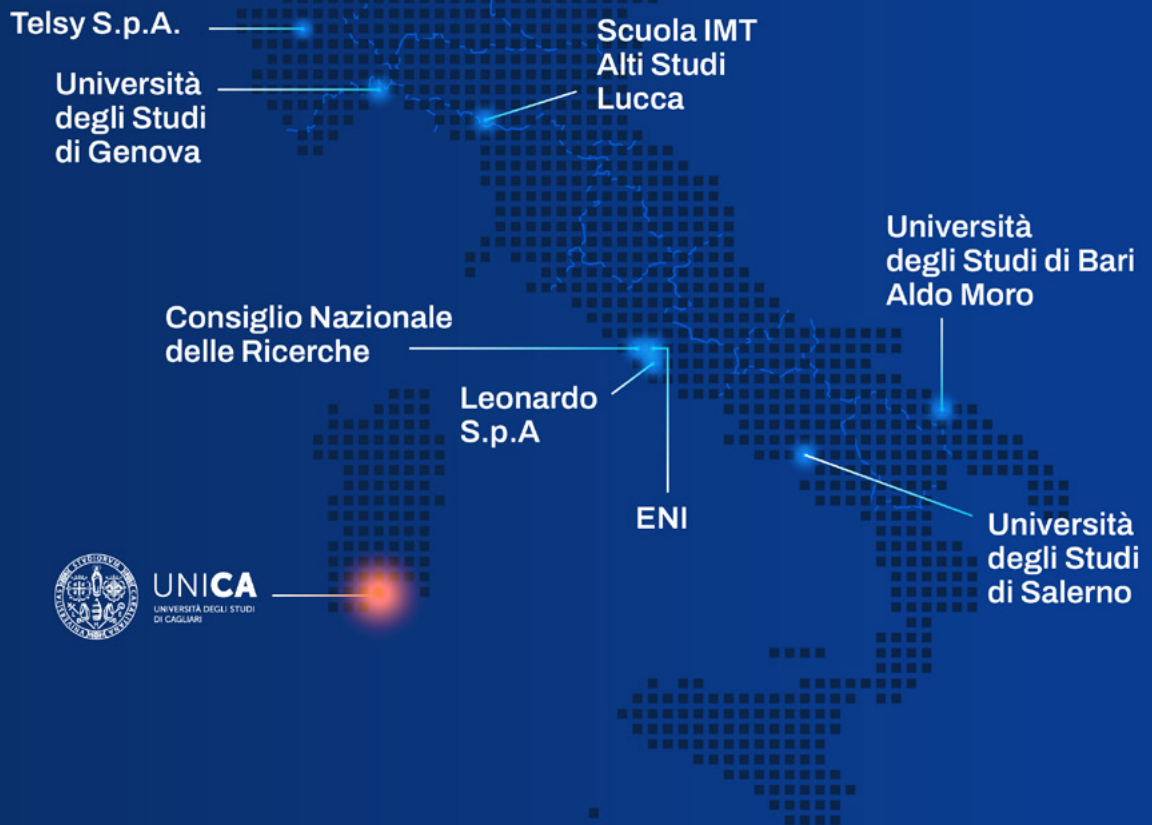 Telsy S.p.A.
Scuola IMT
Alti Studi
Lucca
Università
degli Studi
di Genova
Università
degli Studi di Bari
Aldo Moro
Consiglio Nazionale
delle Ricerche
Leonardo
S.p.A
ENI
Università
degli Studi
di Salerno
UNICA
UNIVERSITÀ DEGLI STUDI
DI CAGLIARI